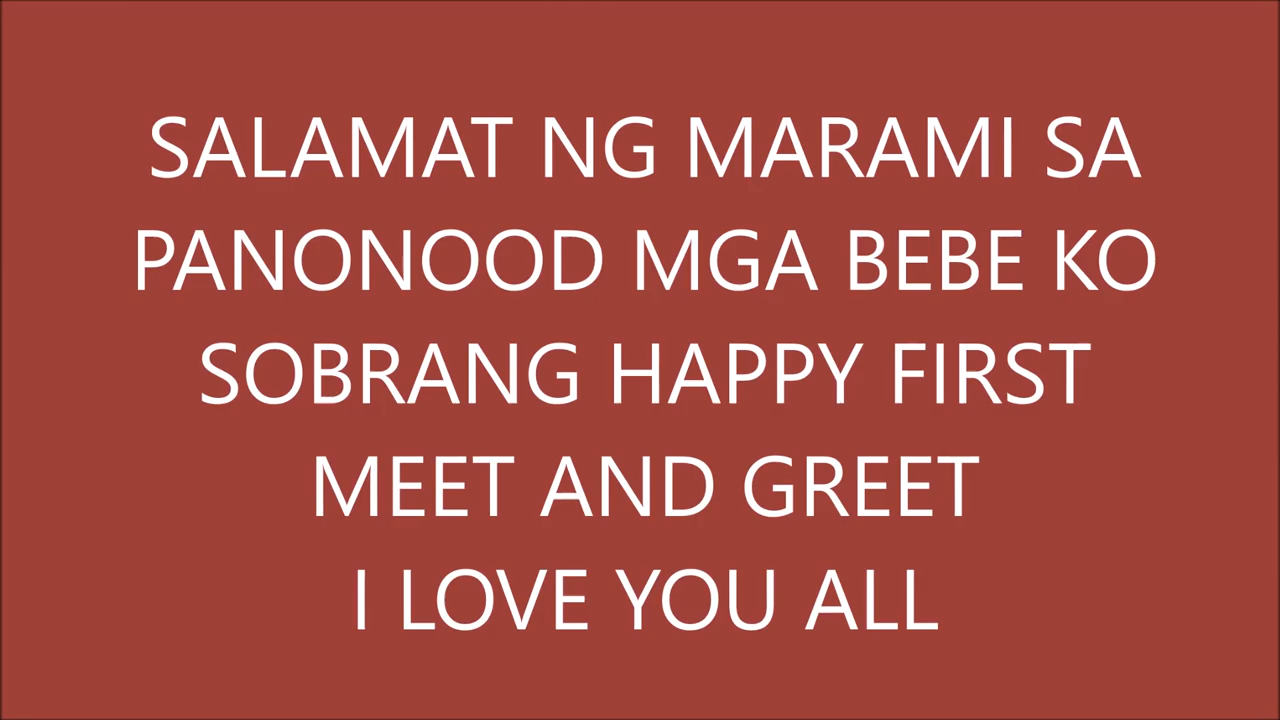 SALAMAT NG MARAMI SA
PANONOOD MGA BEBE KO
SOBRANG HAPPY FIRST
MEET AND GREET
I LOVE YOU ALL